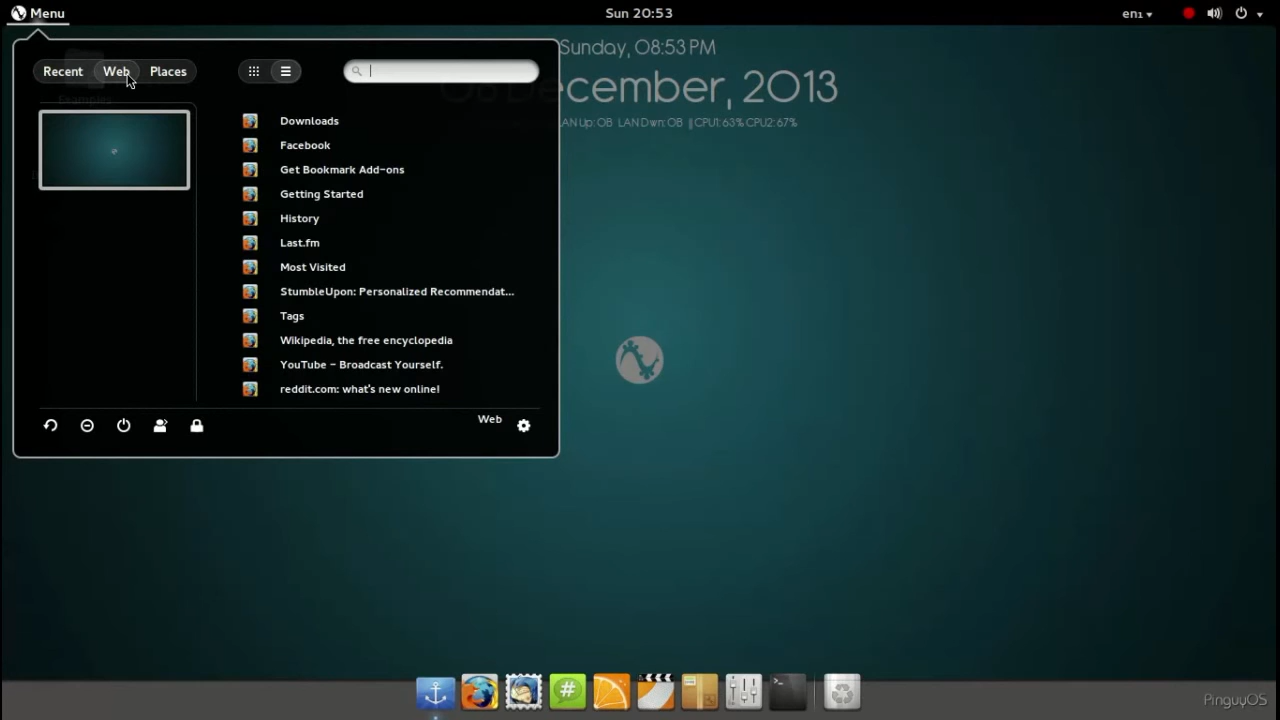 Menu
Sun 20:53
en1
Recent
Web
Places
Sunday, 08:53 PM
08 December, 2013
LAN Up: 0B LAN Dwn: 0B || CPU1: 63% CPU2: 67%
Examples
Downloads
Facebook
Get Bookmark Add-ons
Getting Started
History
Last.fm
Most Visited
StumbleUpon: Personalized Recommendat...
Tags
Wikipedia, the free encyclopedia
YouTube - Broadcast Yourself.
reddit.com: what's new online!
Web
PinguyOS